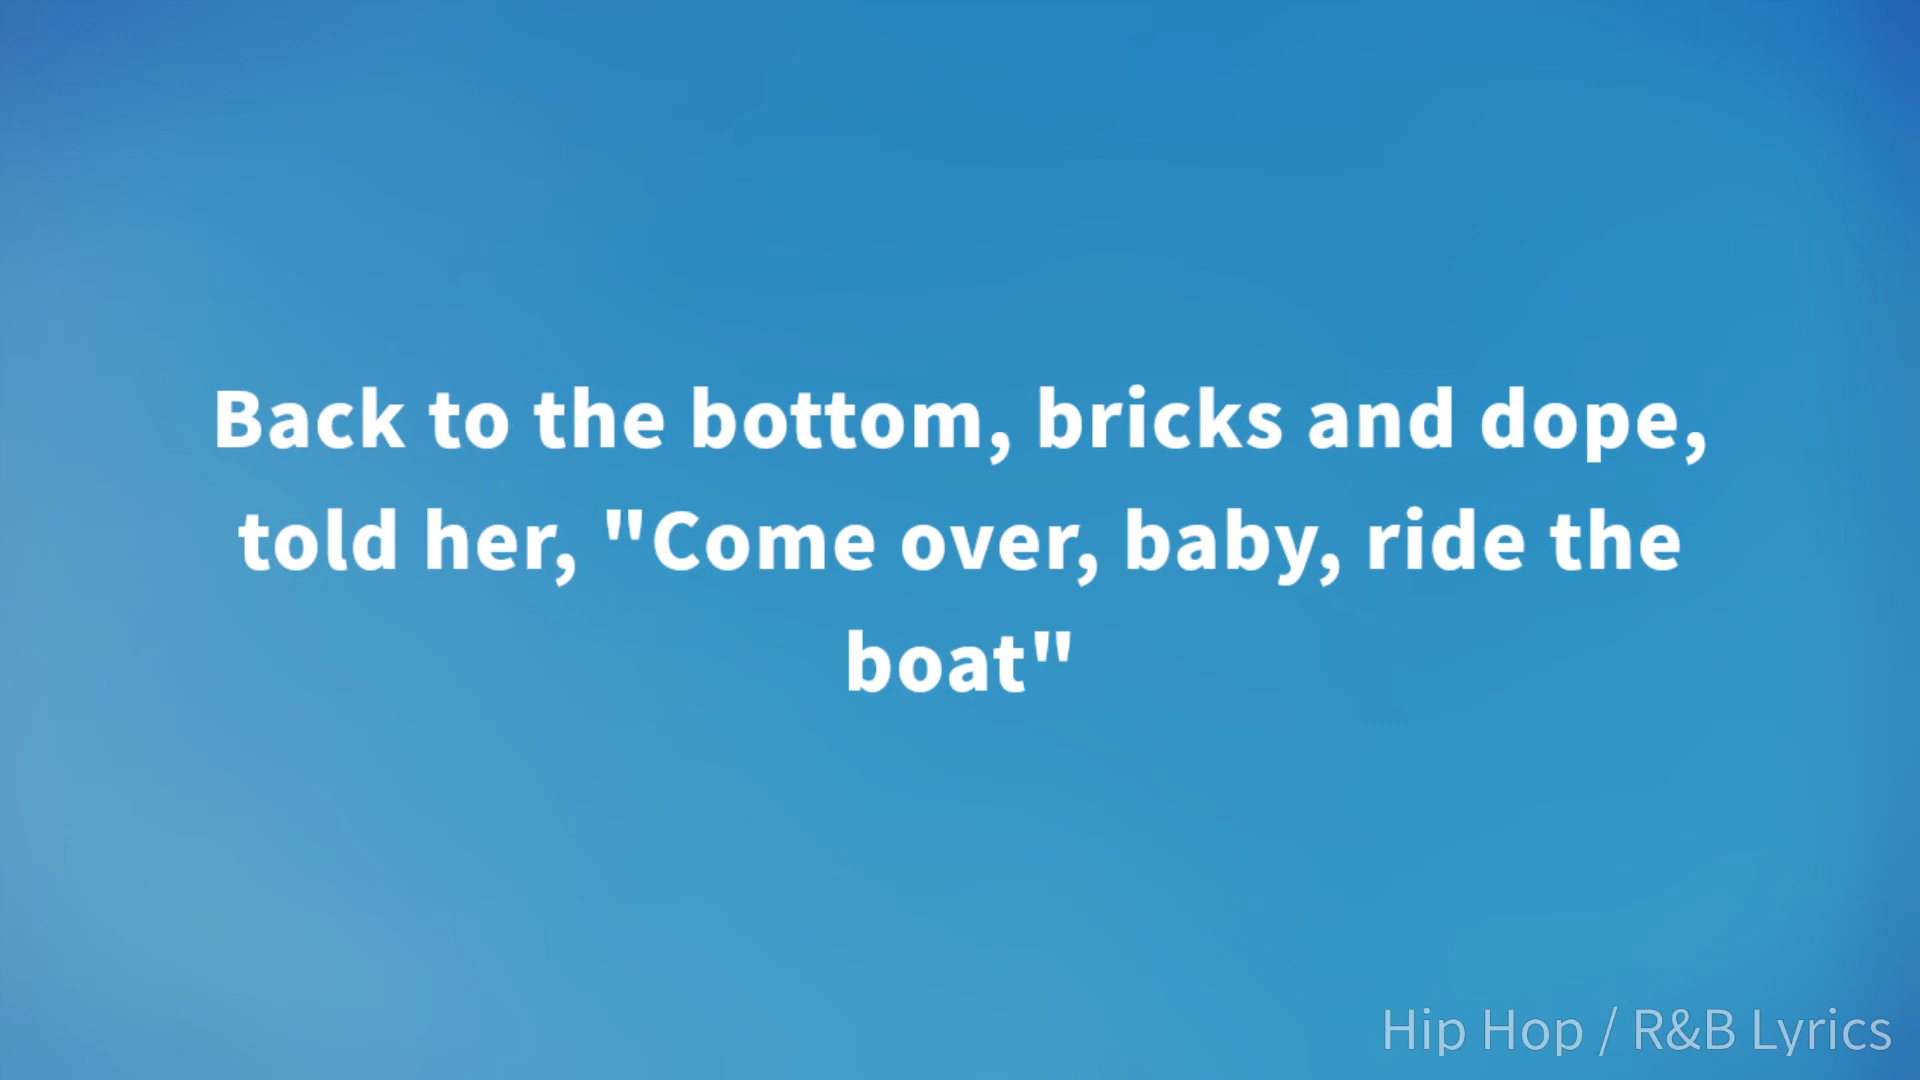 Back to the bottom, bricks and dope,
told her, "Come over, baby, ride the
boat"
Hip Hop / R&B Lyrics